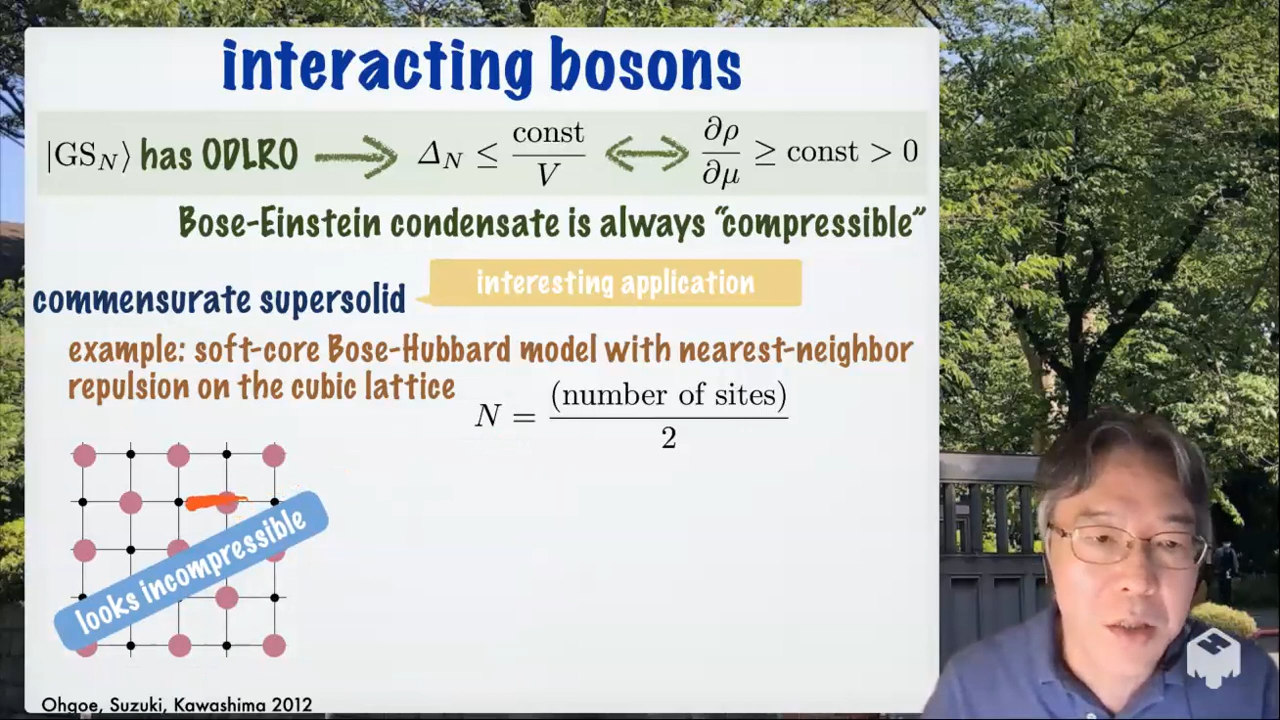 interacting bosons
|GS_N⟩ has ODLRO ⟹ Δ_N ≤ const/V ⟺ ∂ρ/∂μ ≥ const > 0
Bose-Einstein condensate is always “compressible”
commensurate supersolid
interesting application
example: soft-core Bose-Hubbard model with nearest-neighbor
repulsion on the cubic lattice
N = (number of sites)/2
looks incompressible
Ohgoe, Suzuki, Kawashima 2012